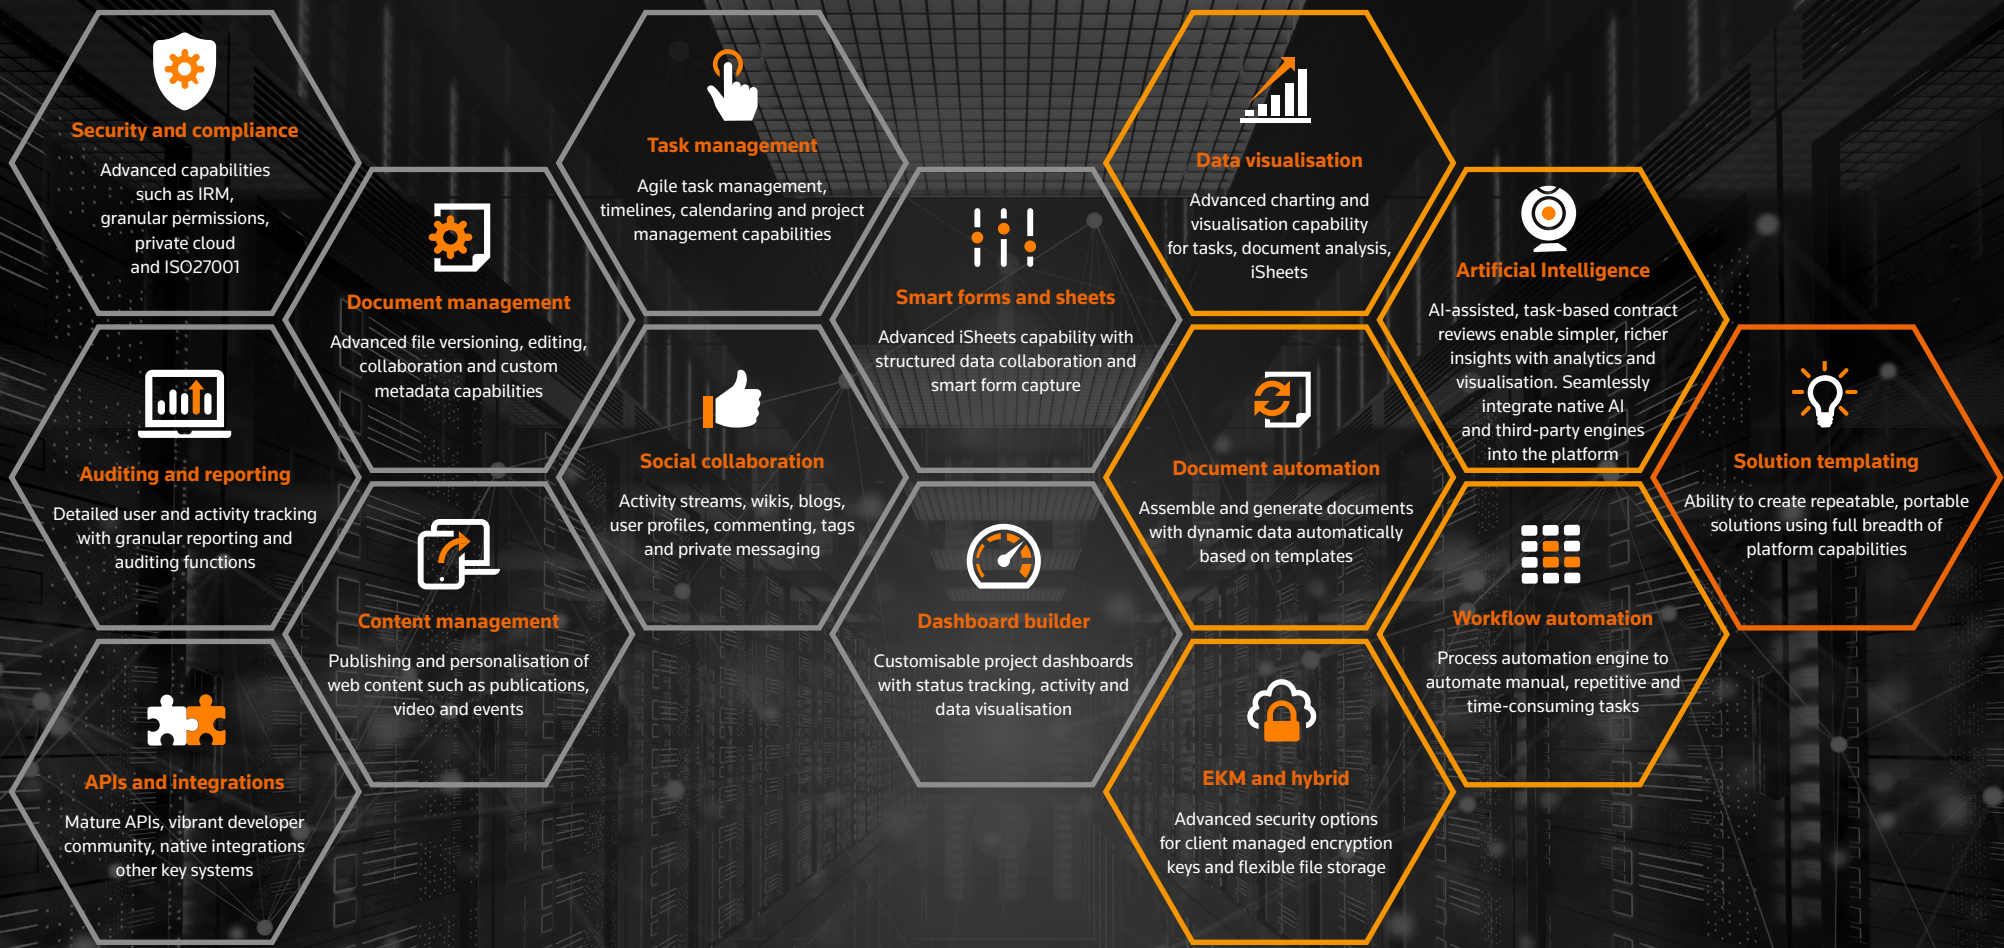 Security and compliance
Advanced capabilities
such as IRM,
granular permissions,
private cloud
and ISO27001
Auditing and reporting
Detailed user and activity tracking
with granular reporting and
auditing functions
APIs and integrations
Mature APIs, vibrant developer
community, native integrations
other key systems
Document management
Advanced file versioning, editing,
collaboration and custom
metadata capabilities
Content management
Publishing and personalisation of
web content such as publications,
video and events
Task management
Agile task management,
timelines, calendaring and project
management capabilities
Social collaboration
Activity streams, wikis, blogs,
user profiles, commenting, tags
and private messaging
Smart forms and sheets
Advanced iSheets capability with
structured data collaboration and
smart form capture
Dashboard builder
Customisable project dashboards
with status tracking, activity and
data visualisation
Data visualisation
Advanced charting and
visualisation capability
for tasks, document analysis,
iSheets
Document automation
Assemble and generate documents
with dynamic data automatically
based on templates
EKM and hybrid
Advanced security options
for client managed encryption
keys and flexible file storage
Artificial Intelligence
AI-assisted, task-based contract
reviews enable simpler, richer
insights with analytics and
visualisation. Seamlessly
integrate native AI
and third-party engines
into the platform
Workflow automation
Process automation engine to
automate manual, repetitive and
time-consuming tasks
Solution templating
Ability to create repeatable, portable
solutions using full breadth of
platform capabilities